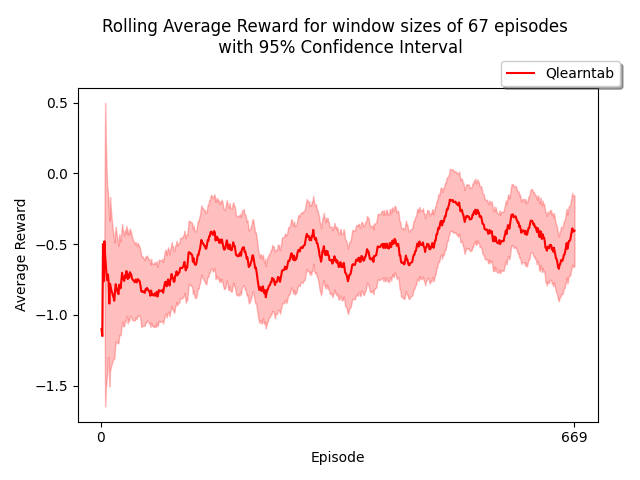 Rolling Average Reward for window sizes of 67 episodes
with 95% Confidence Interval
Qlearntab
0.5
0.0
−0.5
−1.0
−1.5
Average Reward
0
669
Episode